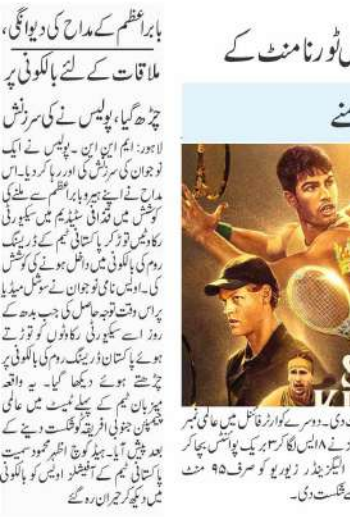 بابراعظم کے مداح کی دیوانگی،
ملاقات کے لئے بالکونی پر
چڑھ گیا، پولیس نے کی سرزنش
لاہور: ایم این این ۔ پولیس نے ایک
نوجوان کی سرزنش کی اور رہا کر دیا۔ اس
مداح نے اپنے ہیرو بابراعظم سے ملنے کی
کوشش میں قذافی سٹیڈیم میں سیکیورٹی
رکاوٹیں توڑ کر پاکستانی ٹیم کے ڈریسنگ
روم کی بالکونی میں داخل ہونے کی کوشش
کی۔ اویس نامی نوجوان نے سوشل میڈیا
پر اس وقت توجہ حاصل کی جب بدھ کے
روز اسے سیکیورٹی رکاوٹوں کو توڑتے
ہوئے پاکستان ڈریسنگ روم کی بالکونی پر
چڑھتے ہوئے دیکھا گیا۔ یہ واقعہ
میزبان ٹیم کے پہلے ٹیسٹ میں عالمی
چیمپئن جنوبی افریقہ کو شکست دینے کے
بعد پیش آیا۔ ہیڈ کوچ اظہر محمود سمیت
پاکستانی ٹیم کے آفیشلز اویس کو بالکونی
میں دیکھ کر حیران رہ گئے
ٹورنامنٹ کے
دی۔ دوسرے کوارٹر فائنل میں عالمی نمبر
نے ۱۸ ایس لگا کر ۳ بریک پوائنٹس بچا کر
الیگزینڈر زیوریو کو صرف ۹۵ منٹ
شکست دی۔